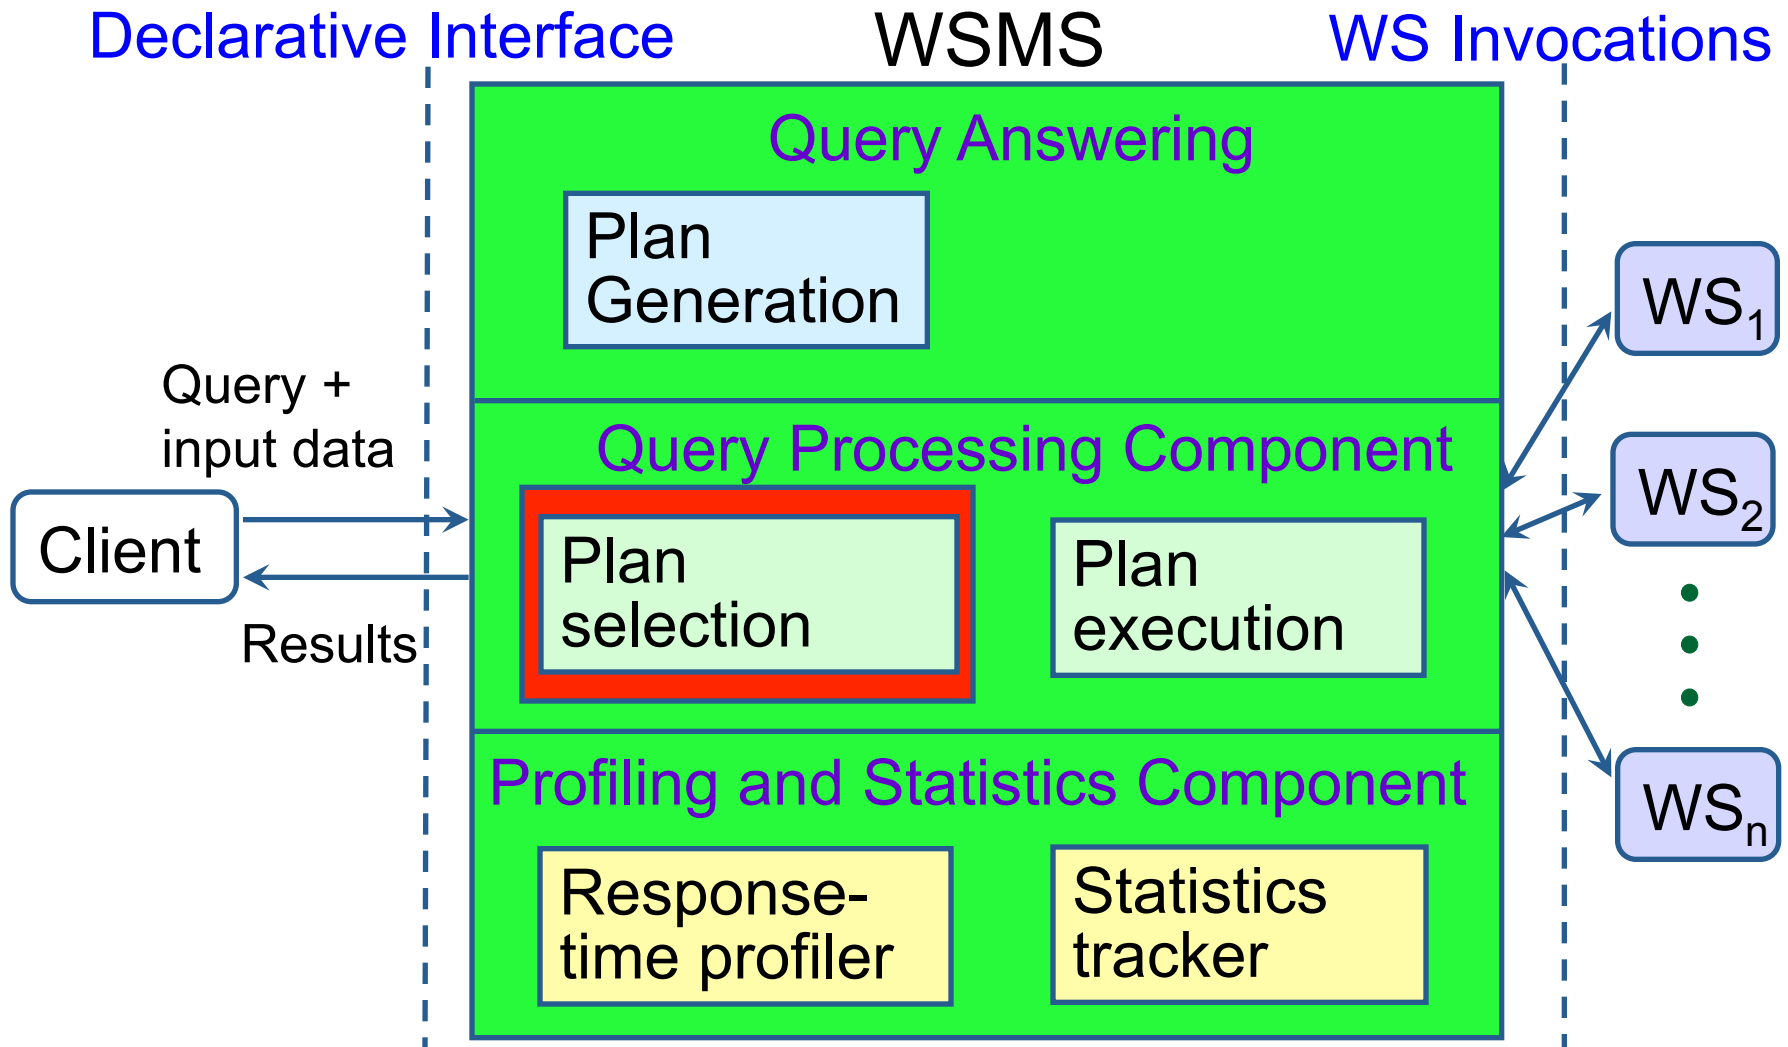 Declarative Interface
WSMS
WS Invocations
Query Answering
Plan
Generation
Query +
input data
Client
Results
Query Processing Component
Plan
selection
Plan
execution
Profiling and Statistics Component
Response-
time profiler
Statistics
tracker
WS1
WS2
WSn